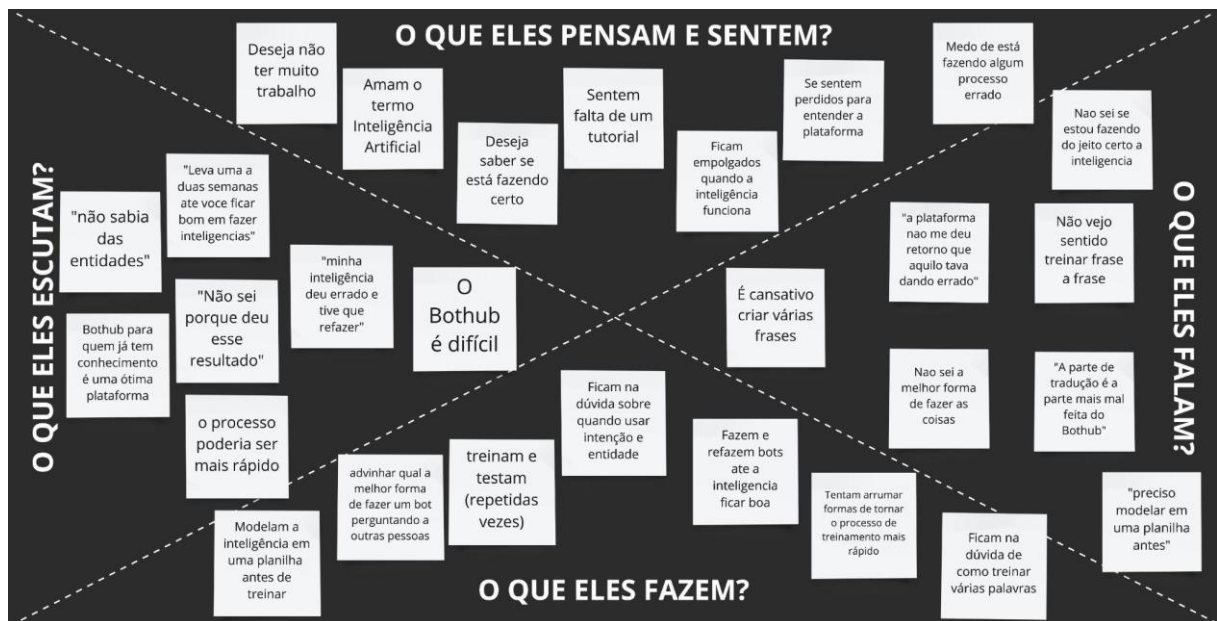 O QUE ELES PENSAM E SENTEM?
Deseja não
ter muito
trabalho
Amam o
termo
Inteligência
Artificial
Deseja
saber se
está fazendo
certo
Sentem
falta de um
tutorial
Ficam
empolgados
quando a
inteligência
funciona
Se sentem
perdidos para
entender a
plataforma
Medo de está
fazendo algum
processo
errado
O QUE ELES ESCUTAM?
"não sabia
das
entidades"
"Leva uma a
duas semanas
ate voce ficar
bom em fazer
inteligencias"
"minha
inteligência
deu errado e
tive que
refazer"
O
Bothub
é difícil
"Não sei
porque deu
esse
resultado"
Bothub para
quem já tem
conhecimento
é uma ótima
plataforma
o processo
poderia ser
mais rápido
O QUE ELES FALAM?
Nao sei se
estou fazendo
do jeito certo a
inteligencia
"a plataforma
nao me deu
retorno que
aquilo tava
dando errado"
Não vejo
sentido
treinar frase
a frase
É cansativo
criar várias
frases
Nao sei a
melhor forma
de fazer as
coisas
"A parte de
tradução é a
parte mais mal
feita do
Bothub"
"preciso
modelar em
uma planilha
antes"
O QUE ELES FAZEM?
Modelam a
inteligência em
uma planilha
antes de
treinar
advinhar qual a
melhor forma
de fazer um bot
perguntando a
outras pessoas
treinam e
testam
(repetidas
vezes)
Ficam na
dúvida sobre
quando usar
intenção e
entidade
Fazem e
refazem bots
ate a
inteligencia
ficar boa
Tentam arrumar
formas de tornar
o processo de
treinamento mais
rápido
Ficam na
dúvida de
como treinar
várias palavras